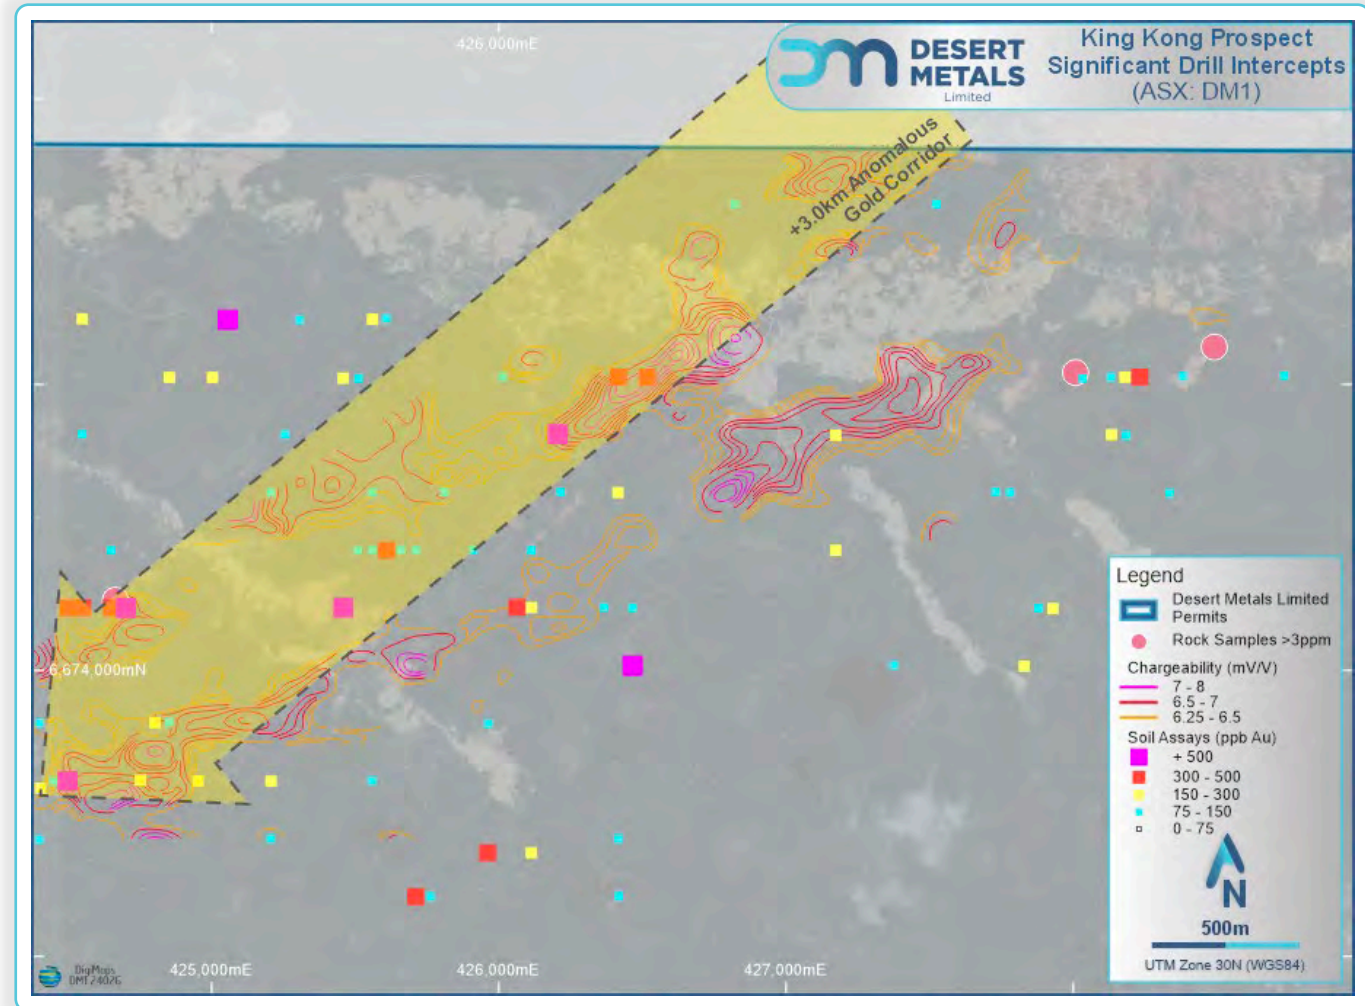 426,000mE
DM DESERT
METALS
Limited
King Kong Prospect
Significant Drill Intercepts
(ASX: DM1)
+3.0km Anomalous
Gold Corridor
6,674,000mN
Legend
Desert Metals Limited
Permits
Rock Samples >3ppm
Chargeability (mV/V)
7 - 8
6.5 - 7
6.25 - 6.5
Soil Assays (ppb Au)
+ 500
300 - 500
150 - 300
75 - 150
0 - 75
N
500m
UTM Zone 30N (WGS84)
DigMaps
DMT24026
425,000mE
426,000mE
427,000mE